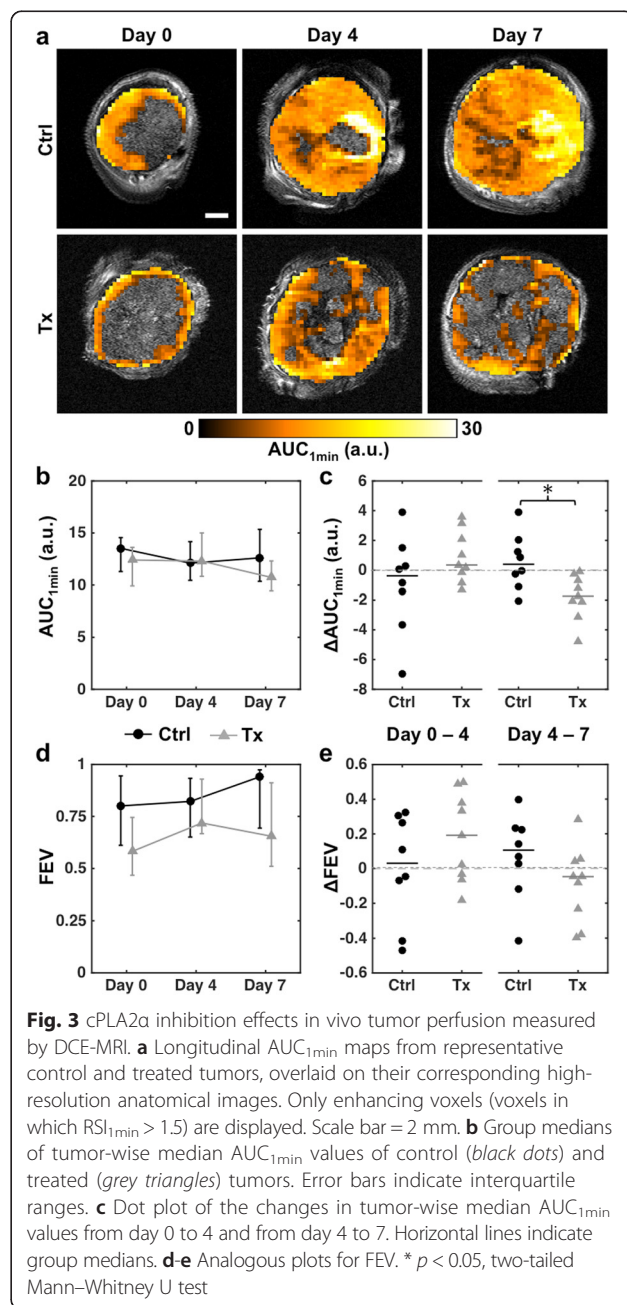 a
Day 0
Day 4
Day 7
Ctrl
Tx
0
30
AUC1min (a.u.)
b
20
15
10
5
0
AUC1min (a.u.)
Day 0
Day 4
Day 7
c
6
4
2
0
-2
-4
-6
-8
ΔAUC1min (a.u.)
*
Ctrl
Tx
Ctrl
Tx
Ctrl
Tx
Day 0 – 4
Day 4 – 7
d
1
0.75
0.5
0.25
0
FEV
Day 0
Day 4
Day 7
e
0.6
0.4
0.2
0
-0.2
-0.4
-0.6
ΔFEV
Ctrl
Tx
Ctrl
Tx
Fig. 3 cPLA2α inhibition effects in vivo tumor perfusion measured
by DCE-MRI. a Longitudinal AUC1min maps from representative
control and treated tumors, overlaid on their corresponding high-
resolution anatomical images. Only enhancing voxels (voxels in
which RSI1min > 1.5) are displayed. Scale bar = 2 mm. b Group medians
of tumor-wise median AUC1min values of control (black dots) and
treated (grey triangles) tumors. Error bars indicate interquartile
ranges. c Dot plot of the changes in tumor-wise median AUC1min
values from day 0 to 4 and from day 4 to 7. Horizontal lines indicate
group medians. d-e Analogous plots for FEV. * p < 0.05, two-tailed
Mann–Whitney U test